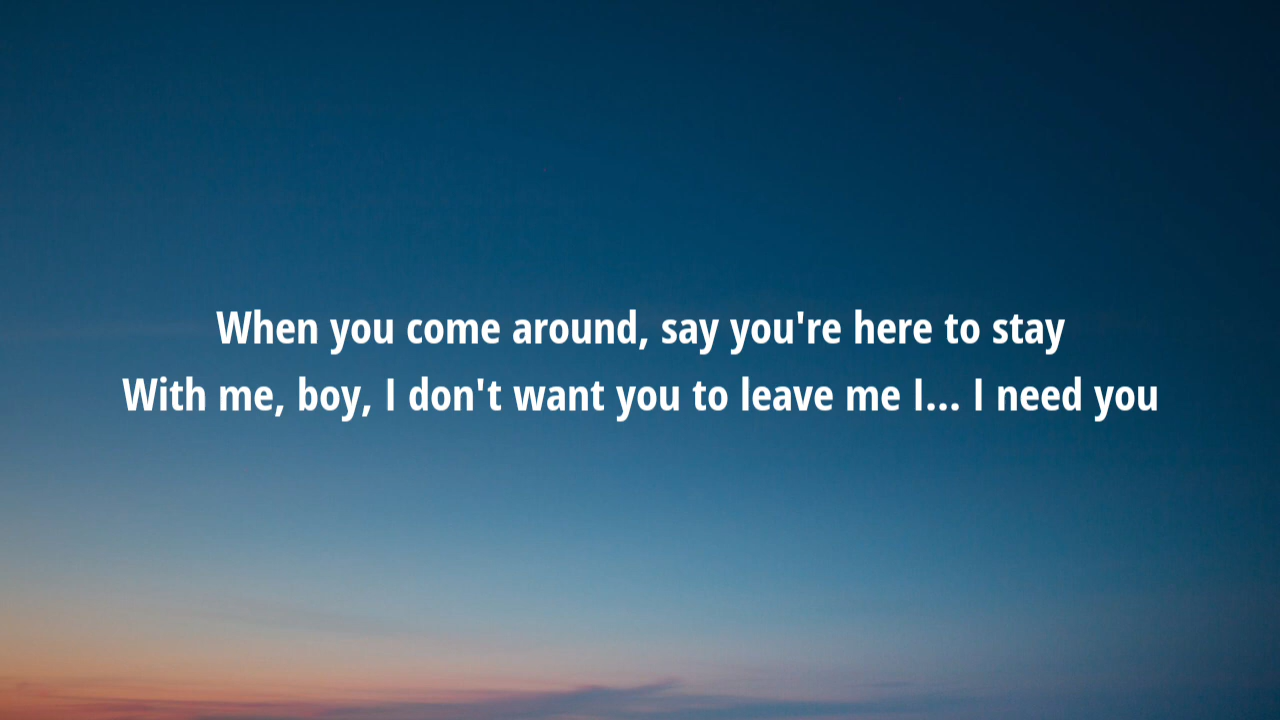 When you come around, say you're here to stay
With me, boy, I don't want you to leave me I... I need you